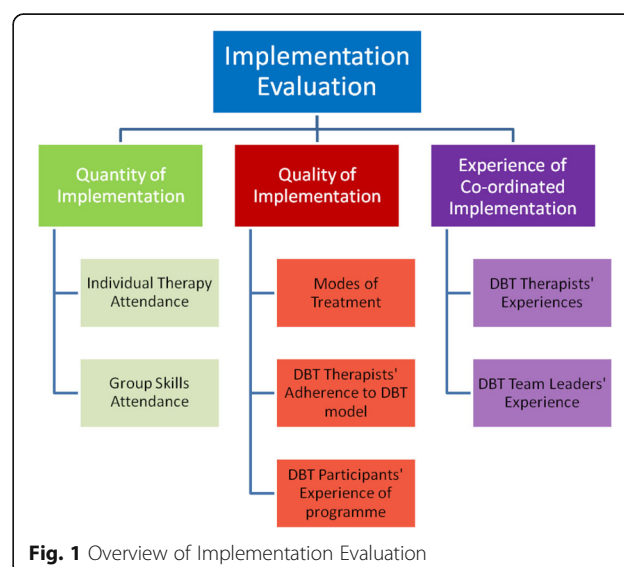 Implementation
Evaluation
Quantity of
Implementation
Individual Therapy
Attendance
Group Skills
Attendance
Quality of
Implementation
Modes of
Treatment
DBT Therapists'
Adherence to DBT
model
DBT Participants'
Experience of
programme
Experience of
Co-ordinated
Implementation
DBT Therapists'
Experiences
DBT Team Leaders'
Experience
Fig. 1 Overview of Implementation Evaluation